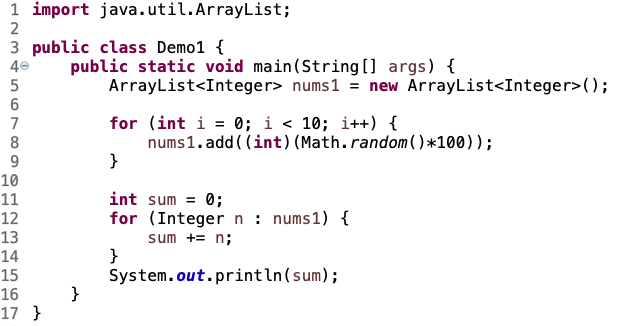 1 import java.util.ArrayList;
2
3 public class Demo1 {
4 public static void main(String[] args) {
5 ArrayList<Integer> nums1 = new ArrayList<Integer>();
6
7 for (int i = 0; i < 10; i++) {
8 nums1.add((int)(Math.random()*100));
9 }
10
11 int sum = 0;
12 for (Integer n : nums1) {
13 sum += n;
14 }
15 System.out.println(sum);
16 }
17 }